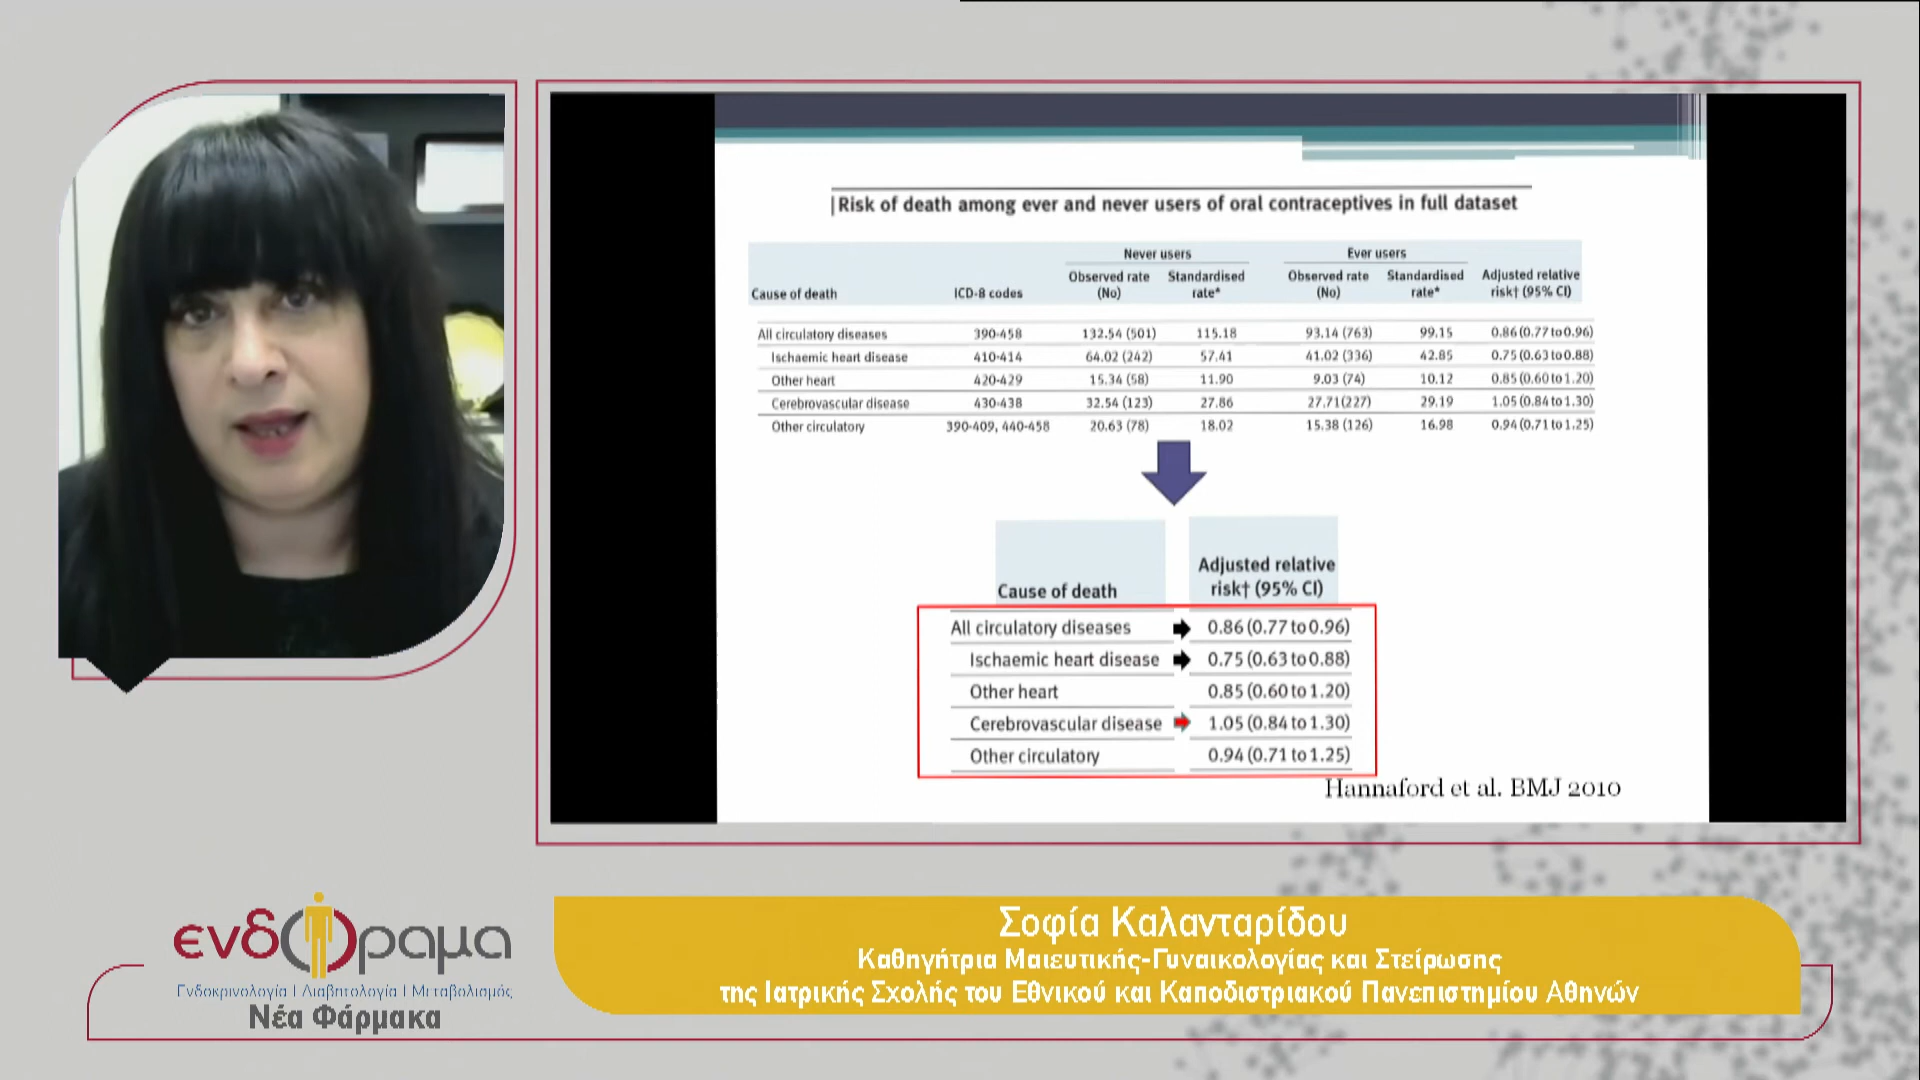 Risk of death among ever and never users of oral contraceptives in full dataset
Never users Ever users
Cause of death ICD-8 codes Observed rate (No) Standardised rate* Observed rate (No) Standardised rate* Adjusted relative risk† (95% CI)
All circulatory diseases 390-458 132.54 (501) 115.18 93.14 (763) 99.15 0.86 (0.77 to 0.96)
Ischaemic heart disease 410-414 64.02 (242) 57.41 41.02 (336) 42.85 0.75 (0.63 to 0.88)
Other heart 420-429 15.34 (58) 11.90 9.03 (74) 10.12 0.85 (0.60 to 1.20)
Cerebrovascular disease 430-438 32.54 (123) 27.86 27.71(227) 29.19 1.05 (0.84 to 1.30)
Other circulatory 390-409, 440-458 20.63 (78) 18.02 15.38 (126) 16.98 0.94 (0.71 to 1.25)
Cause of death Adjusted relative risk† (95% CI)
All circulatory diseases 0.86 (0.77 to 0.96)
Ischaemic heart disease 0.75 (0.63 to 0.88)
Other heart 0.85 (0.60 to 1.20)
Cerebrovascular disease 1.05 (0.84 to 1.30)
Other circulatory 0.94 (0.71 to 1.25)
Hannaford et al. BMJ 2010
ενδόραμα
Ενδοκρινολογία | Διαβητολογία | Μεταβολισμός
Νέα Φάρμακα
Σοφία Καλανταρίδου
Καθηγήτρια Μαιευτικής-Γυναικολογίας και Στείρωσης
της Ιατρικής Σχολής του Εθνικού και Καποδιστριακού Πανεπιστημίου Αθηνών